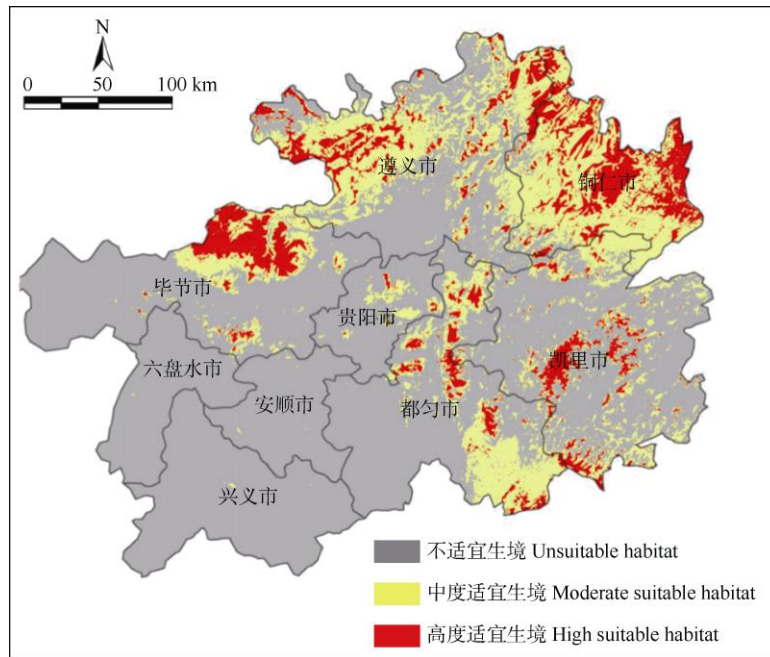 N
0 50 100 km
遵义市
铜仁市
毕节市
贵阳市
六盘水市
凯里市
安顺市
都匀市
兴义市
不适宜生境 Unsuitable habitat
中度适宜生境 Moderate suitable habitat
高度适宜生境 High suitable habitat